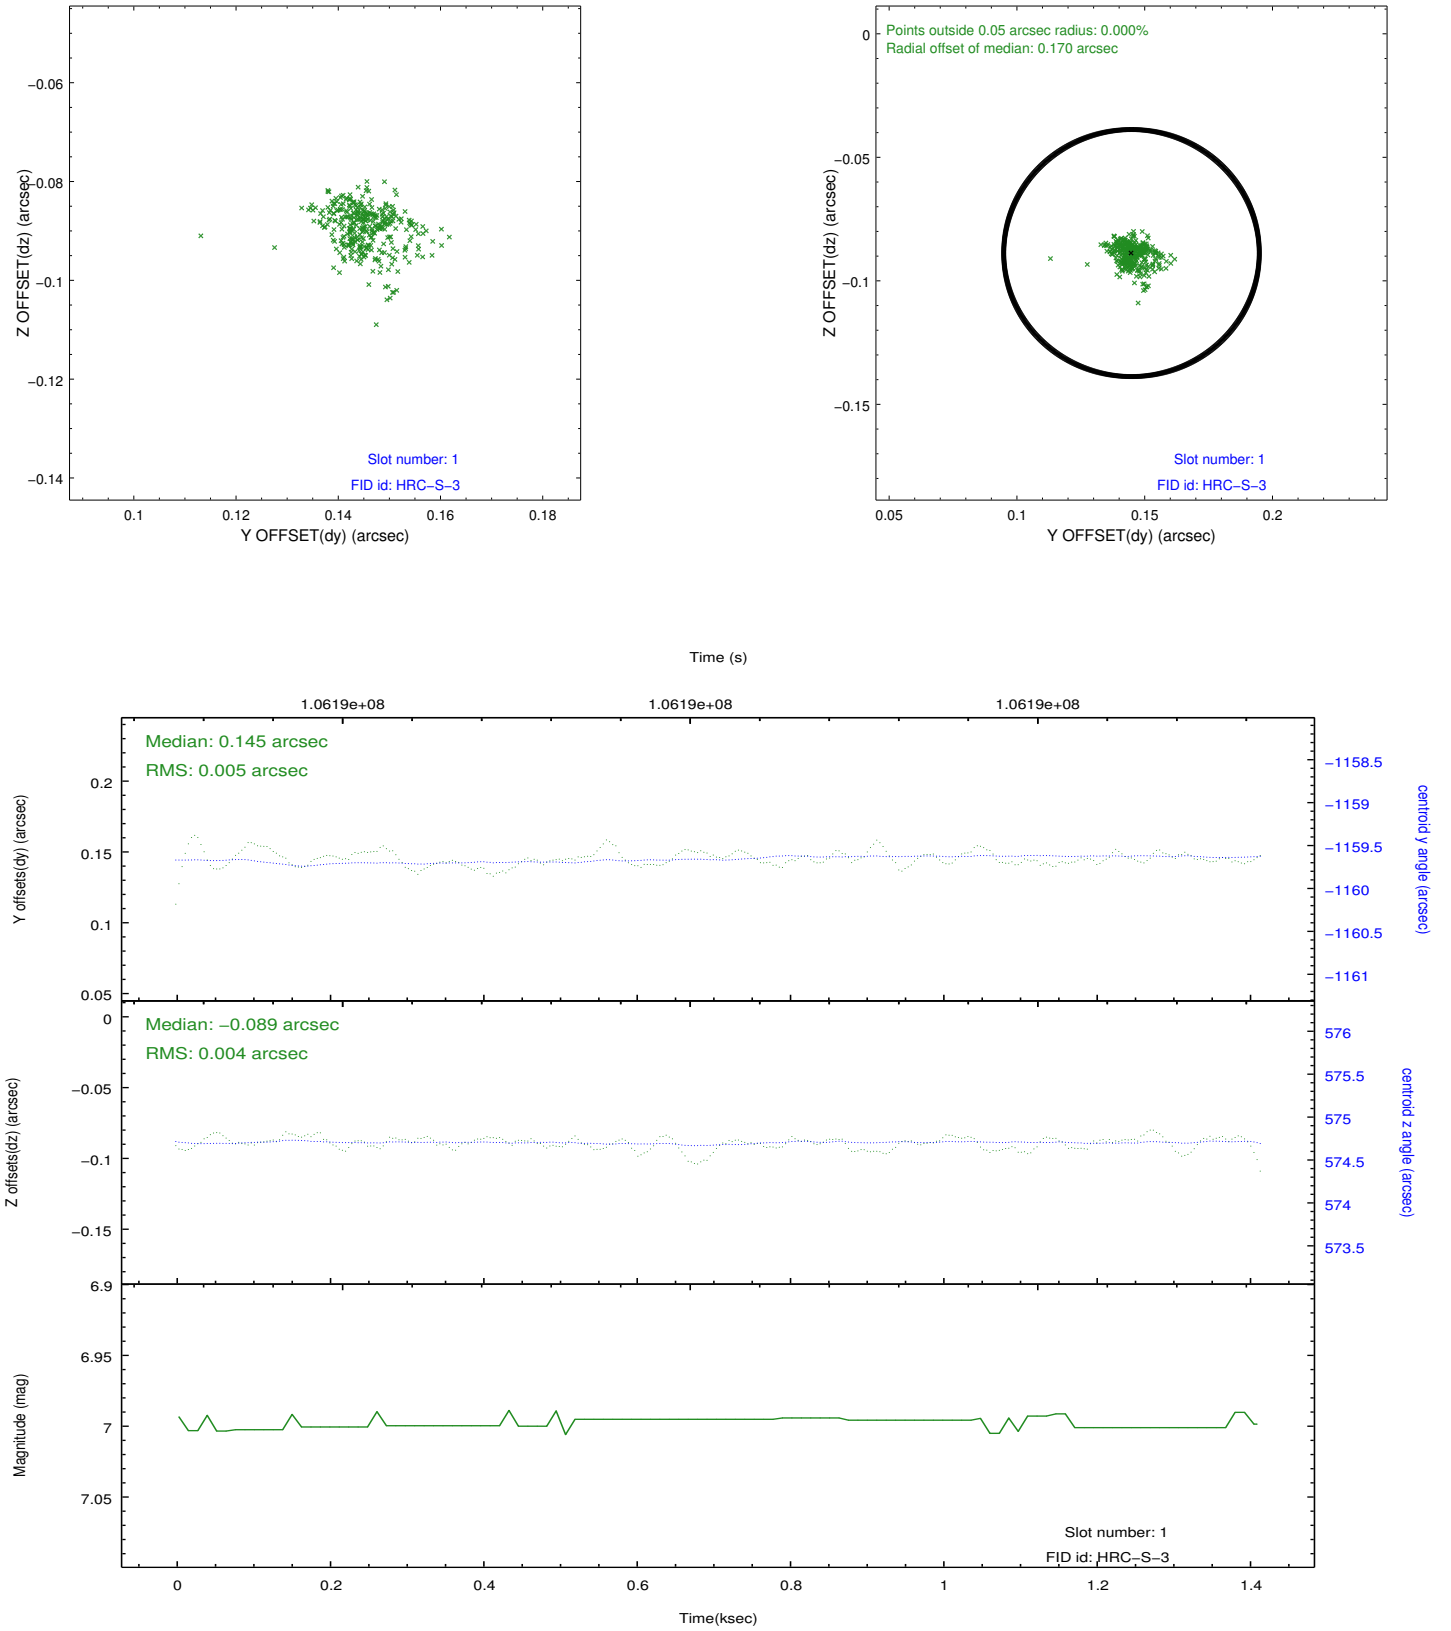 −0.06
−0.08
−0.1
−0.12
−0.14
Z OFFSET(dz) (arcsec)
Slot number: 1
FID id: HRC−S−3
0.1 0.12 0.14 0.16 0.18
Y OFFSET(dy) (arcsec)
Points outside 0.05 arcsec radius: 0.000%
Radial offset of median: 0.170 arcsec
0
−0.05
−0.1
−0.15
Z OFFSET(dz) (arcsec)
Slot number: 1
FID id: HRC−S−3
0.05 0.1 0.15 0.2
Y OFFSET(dy) (arcsec)
Time (s)
1.0619e+08 1.0619e+08 1.0619e+08
Median: 0.145 arcsec
RMS: 0.005 arcsec
0.2
0.15
0.1
0.05
Y offsets(dy) (arcsec)
−1158.5
−1159
−1159.5
−1160
−1160.5
−1161
centroid y angle (arcsec)
Median: −0.089 arcsec
RMS: 0.004 arcsec
0
−0.05
−0.1
−0.15
Z offsets(dz) (arcsec)
576
575.5
575
574.5
574
573.5
centroid z angle (arcsec)
6.9
6.95
7
7.05
Magnitude (mag)
Slot number: 1
FID id: HRC−S−3
0 0.2 0.4 0.6 0.8 1 1.2 1.4
Time(ksec)